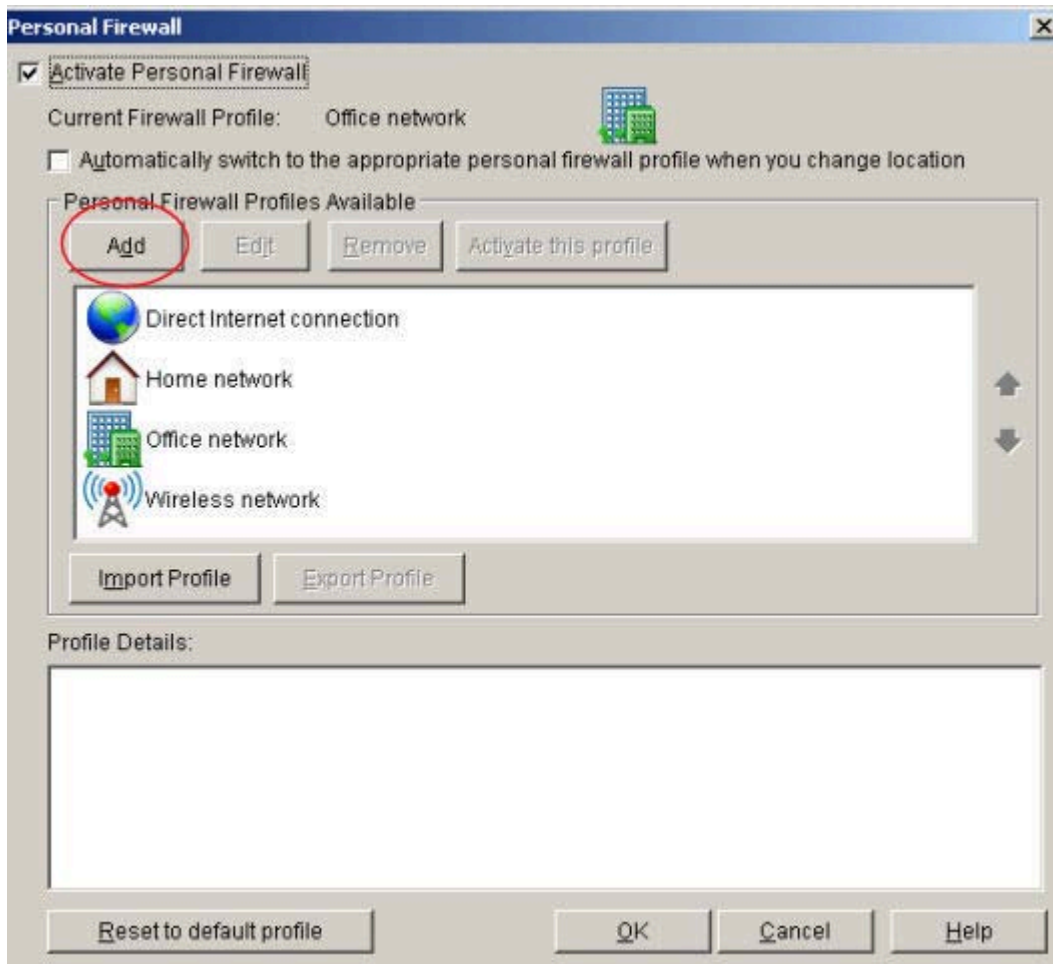 Personal Firewall
Activate Personal Firewall
Current Firewall Profile: Office network
Automatically switch to the appropriate personal firewall profile when you change location
Personal Firewall Profiles Available
Add Edit Remove Activate this profile
Direct Internet connection
Home network
Office network
Wireless network
Import Profile Export Profile
Profile Details:
Reset to default profile OK Cancel Help